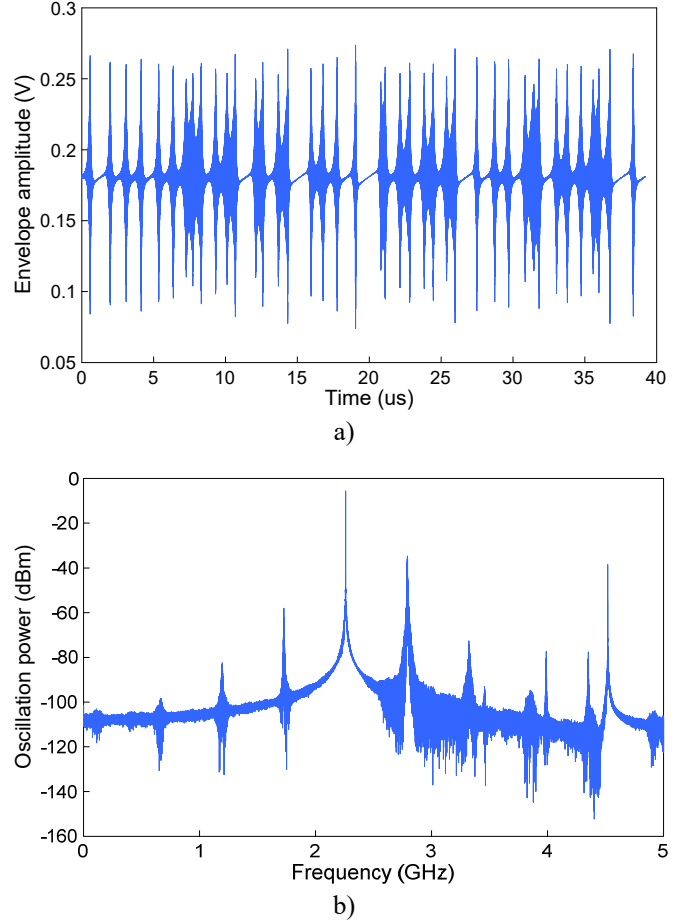 0.3
0.25
0.2
0.15
0.1
0.05
Envelope amplitude (V)
0 5 10 15 20 25 30 35 40
Time (us)
a)
0
-20
-40
-60
-80
-100
-120
-140
-160
Oscillation power (dBm)
0 1 2 3 4 5
Frequency (GHz)
b)